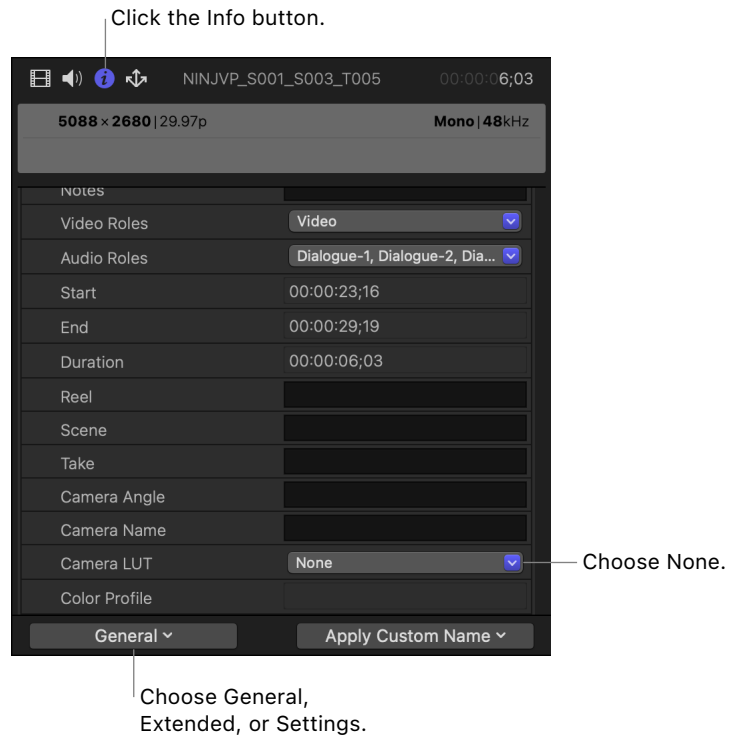 Click the Info button.
NINJVP_S001_S003_T005 00:00:06;03
5088 × 2680 | 29.97p Mono | 48kHz
Notes
Video Roles Video
Audio Roles Dialogue-1, Dialogue-2, Dia...
Start 00:00:23;16
End 00:00:29;19
Duration 00:00:06;03
Reel
Scene
Take
Camera Angle
Camera Name
Camera LUT None
Choose None.
Color Profile
General Apply Custom Name
Choose General,
Extended, or Settings.